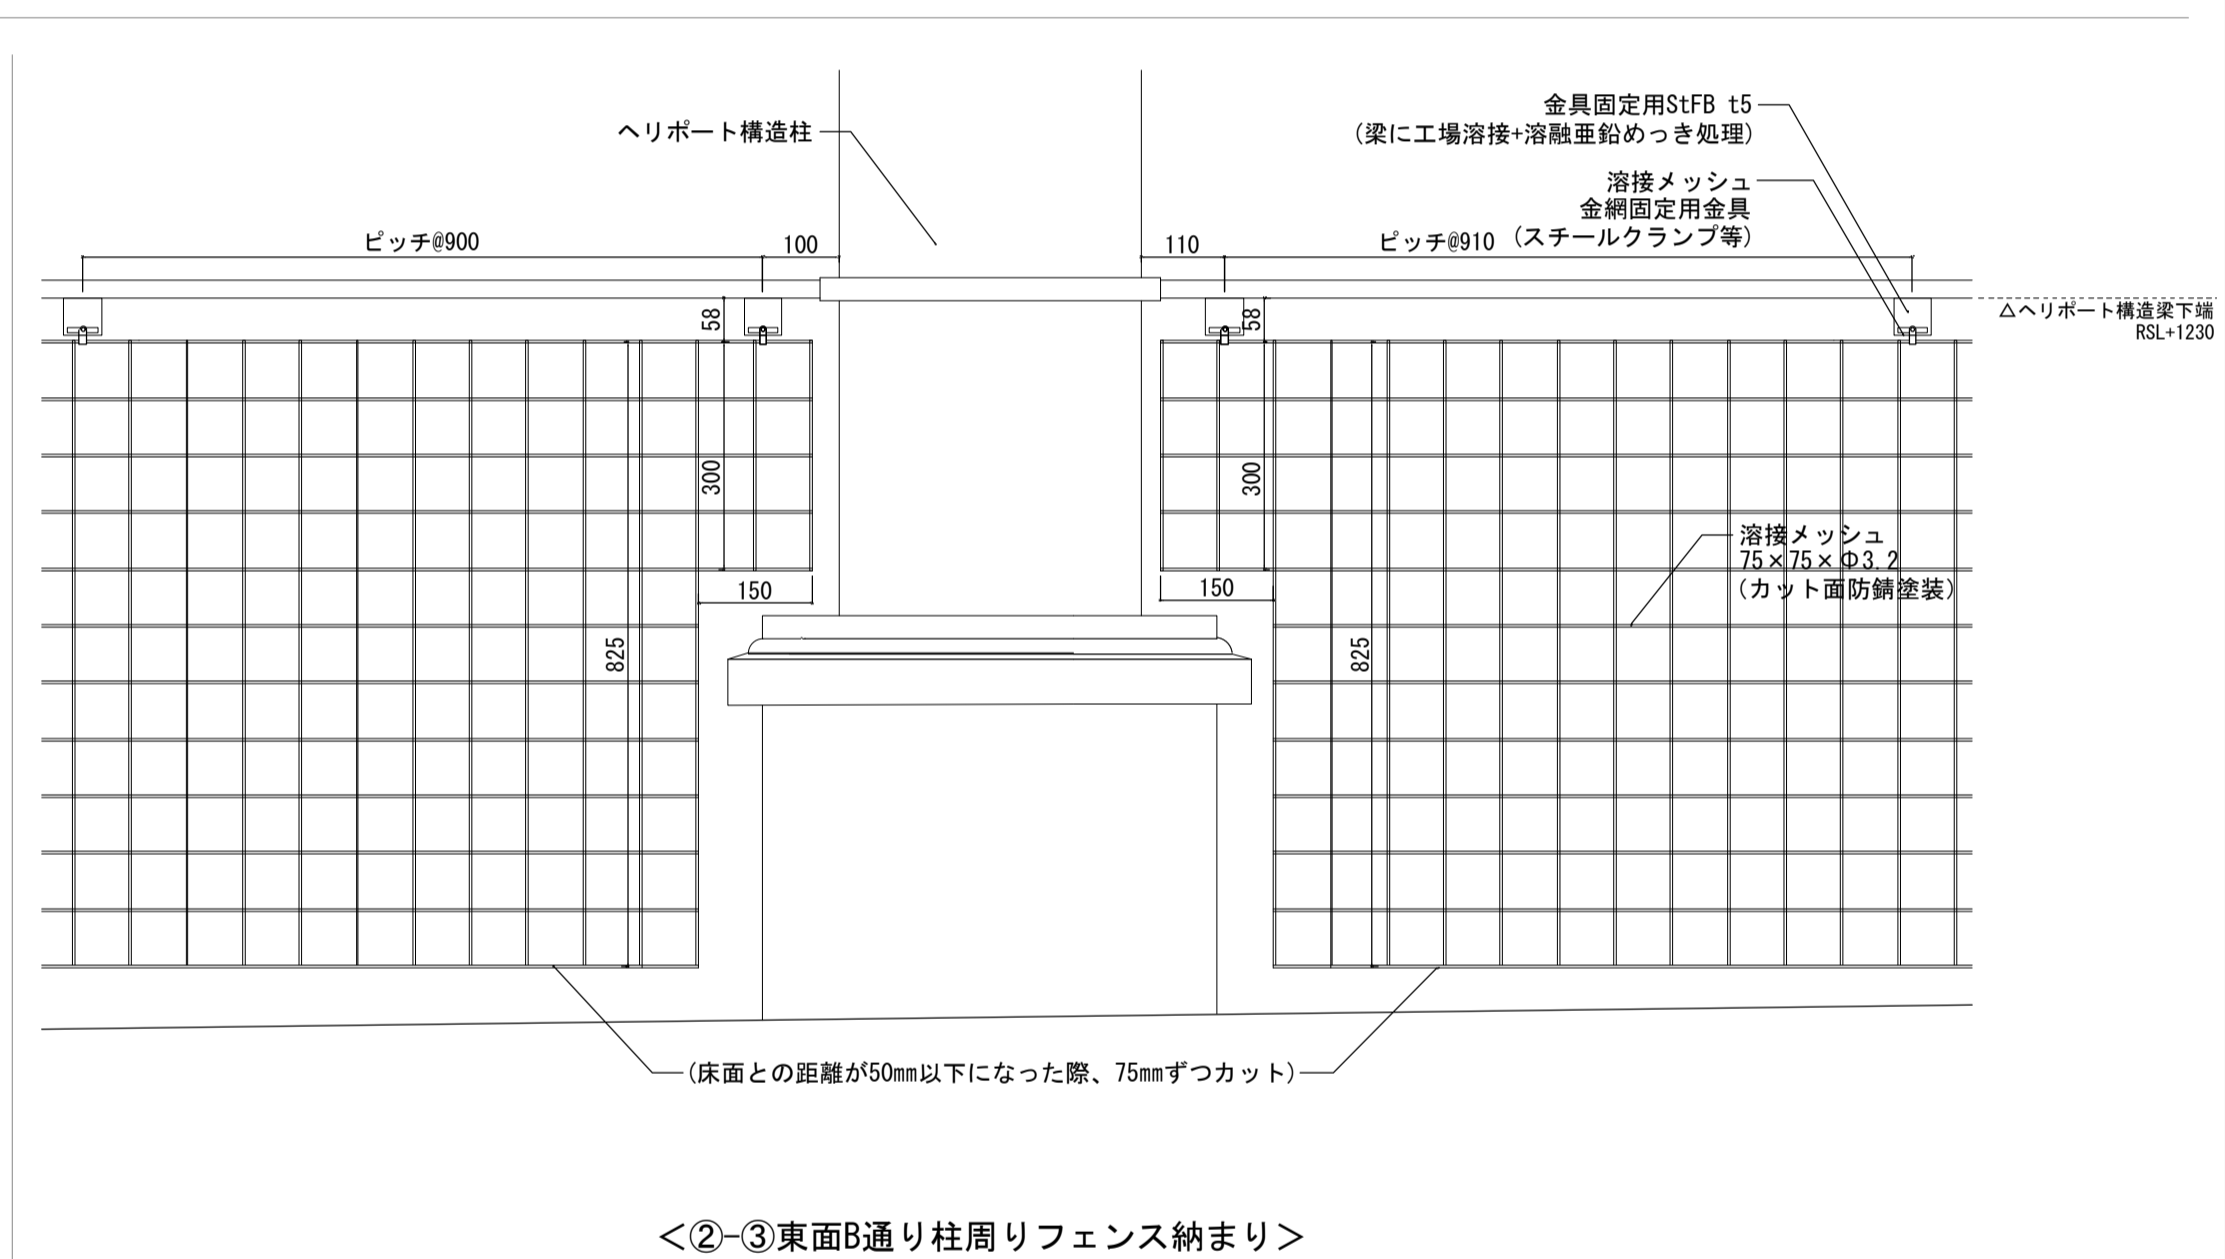 金具固定用StFB t5
(梁に工場溶接+溶融亜鉛めっき処理)
ヘリポート構造柱
溶接メッシュ
金網固定用金具
(スチールクランプ等)
ピッチ@900
100
110
ピッチ@910
58
58
△ヘリポート構造梁下端
RSL+1230
300
300
溶接メッシュ
75×75×Φ3.2
(カット面防錆塗装)
150
150
825
825
(床面との距離が50mm以下になった際、75mmずつカット)
<②-③東面B通り柱周りフェンス納まり>